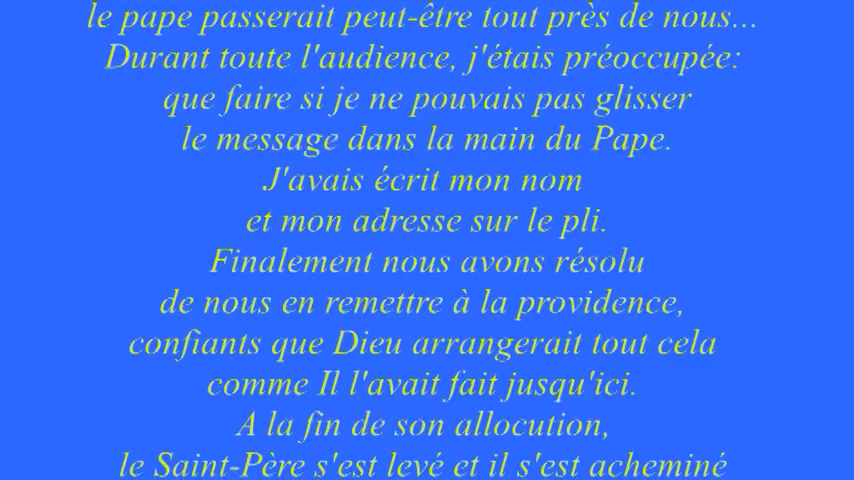 le pape passerait peut-être tout près de nous...
Durant toute l'audience, j'étais préoccupée:
que faire si je ne pouvais pas glisser
le message dans la main du Pape.
J'avais écrit mon nom
et mon adresse sur le pli.
Finalement nous avons résolu
de nous en remettre à la providence,
confiants que Dieu arrangerait tout cela
comme Il l'avait fait jusqu'ici.
A la fin de son allocution,
le Saint-Père s'est levé et il s'est acheminé